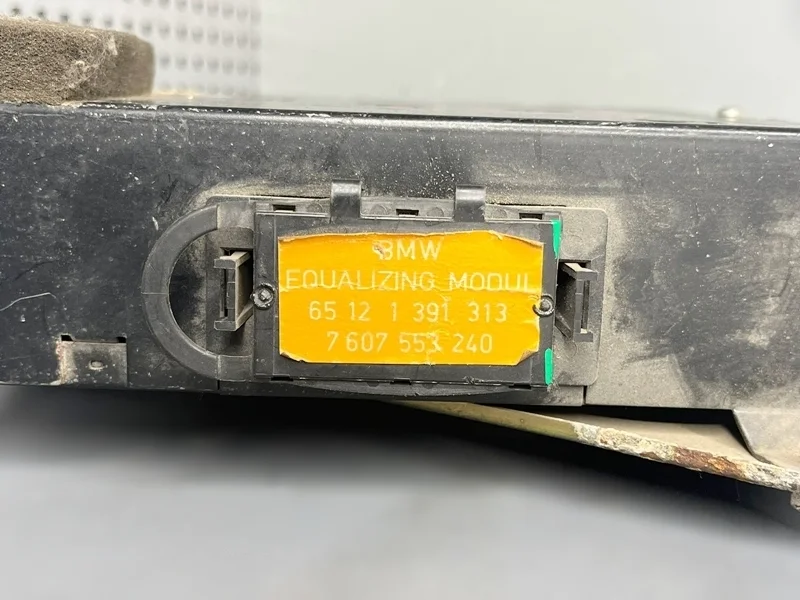 BMW
EQUALIZING MODUL
65 12 1 391 313
7 607 553 240